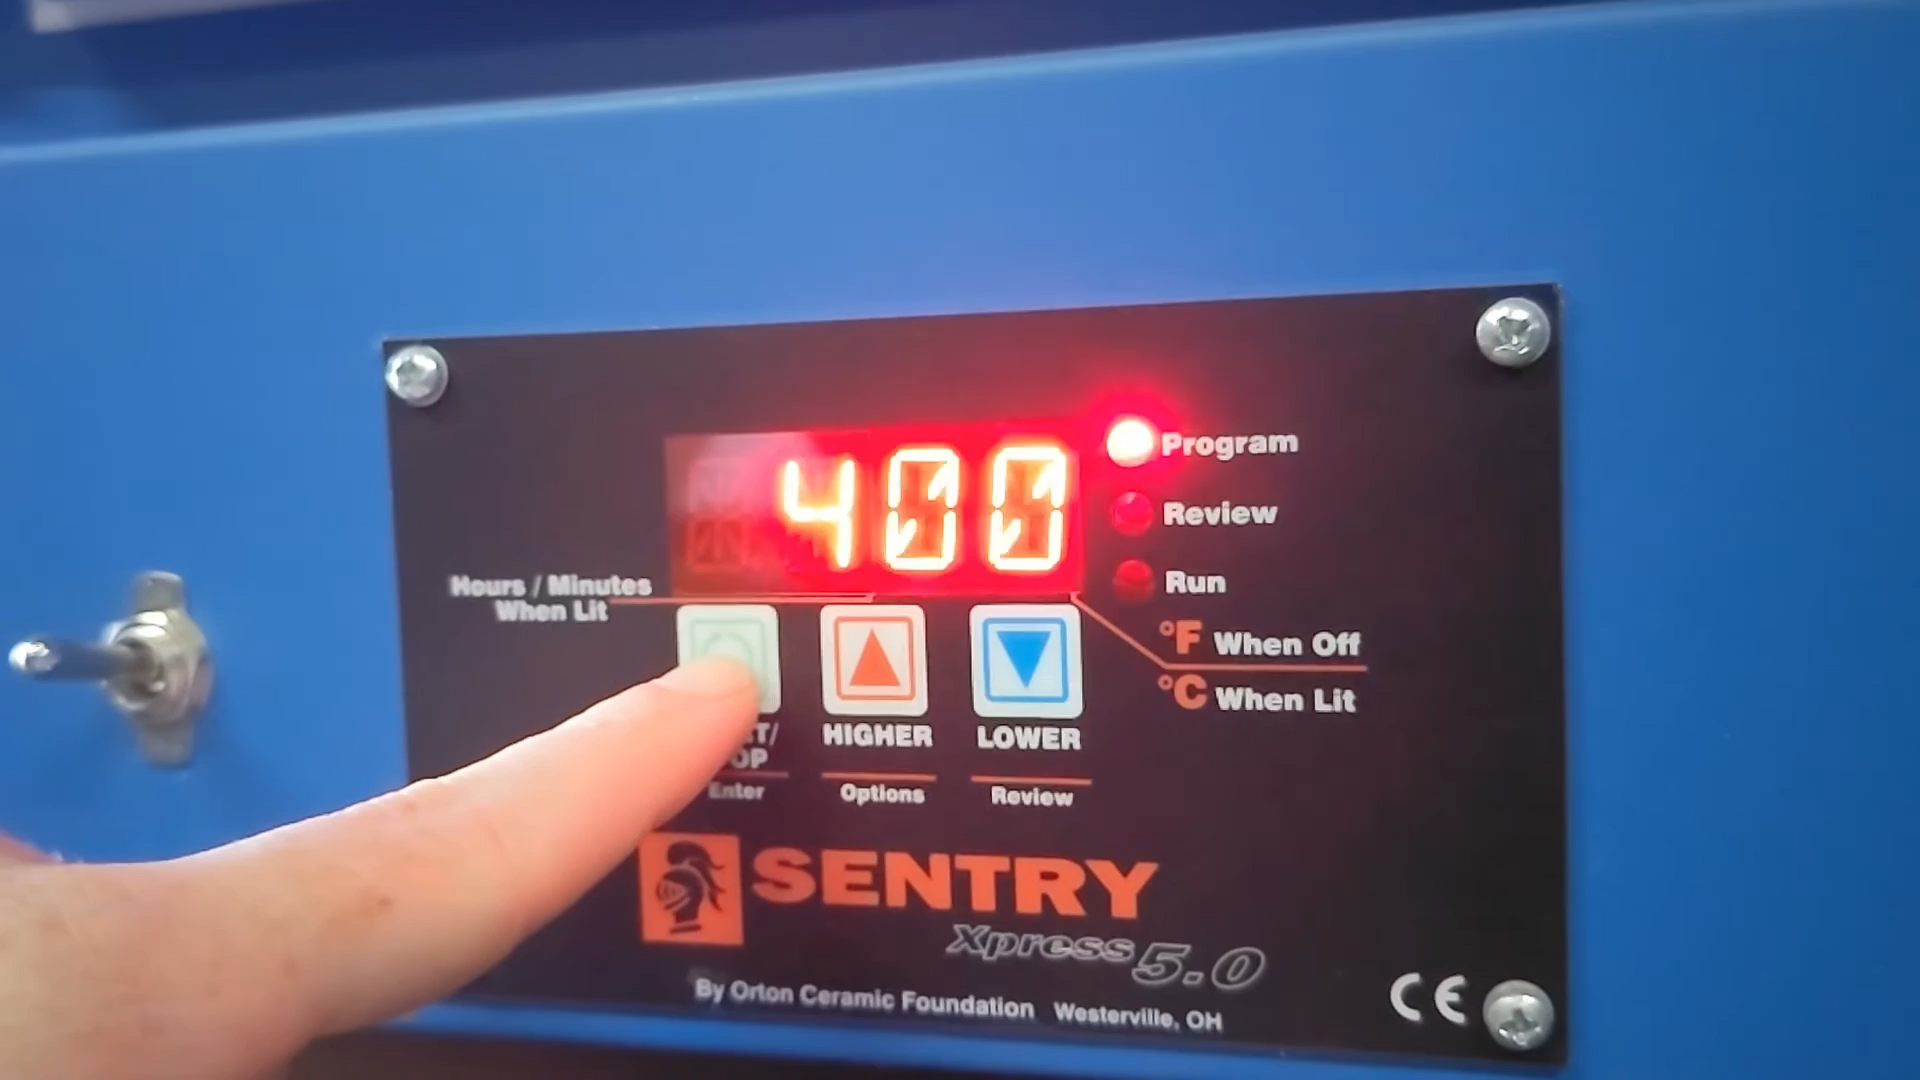 400
Program
Review
Run
Hours / Minutes
When Lit
°F When Off
°C When Lit
HIGHER
LOWER
Enter
Options
Review
SENTRY
Xpress 5.0
By Orton Ceramic Foundation Westerville, OH
CE